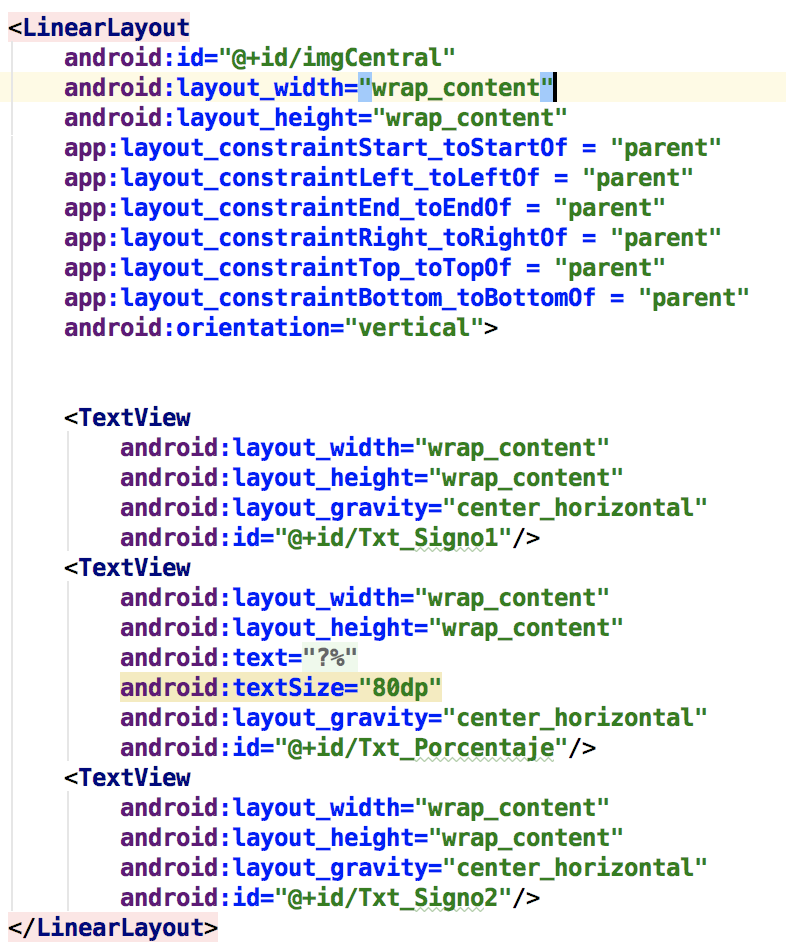 <LinearLayout
android:id="@+id/imgCentral"
android:layout_width="wrap_content"
android:layout_height="wrap_content"
app:layout_constraintStart_toStartOf = "parent"
app:layout_constraintLeft_toLeftOf = "parent"
app:layout_constraintEnd_toEndOf = "parent"
app:layout_constraintRight_toRightOf = "parent"
app:layout_constraintTop_toTopOf = "parent"
app:layout_constraintBottom_toBottomOf = "parent"
android:orientation="vertical">
<TextView
android:layout_width="wrap_content"
android:layout_height="wrap_content"
android:layout_gravity="center_horizontal"
android:id="@+id/Txt_Signo1"/>
<TextView
android:layout_width="wrap_content"
android:layout_height="wrap_content"
android:text="?%"
android:textSize="80dp"
android:layout_gravity="center_horizontal"
android:id="@+id/Txt_Porcentaje"/>
<TextView
android:layout_width="wrap_content"
android:layout_height="wrap_content"
android:layout_gravity="center_horizontal"
android:id="@+id/Txt_Signo2"/>
</LinearLayout>